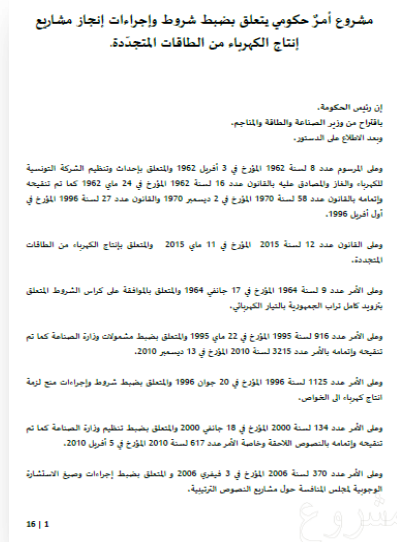 مشروع أمرٌ حكومي يتعلق بضبط شروط وإجراءات إنجاز مشاريع
إنتاج الكهرباء من الطاقات المتجدّدة.
إن رئيس الحكومة،
باقتراح من وزير الصناعة والطاقة والمناجم،
وبعد الاطلاع على الدستور،
وعلى المرسوم عدد 8 لسنة 1962 المؤرخ في 3 أفريل 1962 والمتعلق بإحداث وتنظيم الشركة التونسية
للكهرباء والغاز والمصادق عليه بالقانون عدد 16 لسنة 1962 المؤرخ في 24 ماي 1962 كما تم تنقيحه
وإتمامه بالقانون عدد 58 لسنة 1970 المؤرخ في 2 ديسمبر 1970 والقانون عدد 27 لسنة 1996 المؤرخ في
أول أفريل 1996.
وعلى القانون عدد 12 لسنة 2015 المؤرخ في 11 ماي 2015 والمتعلق بإنتاج الكهرباء من الطاقات
المتجددة.
وعلى الأمر عدد 9 لسنة 1964 المؤرخ في 17 جانفي 1964 والمتعلق بالموافقة على كراس الشروط المتعلق
بتزويد كامل تراب الجمهورية بالتيار الكهربائي.
وعلى الأمر عدد 916 لسنة 1995 المؤرخ في 22 ماي 1995 والمتعلق بضبط مشمولات وزارة الصناعة كما تم
تنقيحه وإتمامه بالأمر عدد 3215 لسنة 2010 المؤرخ في 13 ديسمبر 2010.
وعلى الأمر عدد 1125 لسنة 1996 المؤرخ في 20 جوان 1996 والمتعلق بضبط شروط وإجراءات منح لزمة
انتاج كهرباء الى الخواص.
وعلى الأمر عدد 134 لسنة 2000 المؤرخ في 18 جانفي 2000 والمتعلق بضبط تنظيم وزارة الصناعة كما تم
تنقيحه وإتمامه بالنصوص اللاحقة وخاصة الأمر عدد 617 لسنة 2010 المؤرخ في 5 أفريل 2010.
وعلى الأمر عدد 370 لسنة 2006 المؤرخ في 3 فيفري 2006 و المتعلق بضبط إجراءات وصيغ الاستشارة
الوجوبية لمجلس المنافسة حول مشاريع النصوص الترتيبية.
16 | 1
مشروع